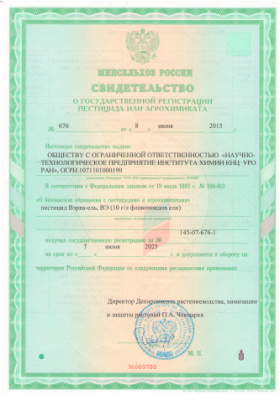 МИНСЕЛЬХОЗ РОССИИ
СВИДЕТЕЛЬСТВО
О ГОСУДАРСТВЕННОЙ РЕГИСТРАЦИИ
ПЕСТИЦИДА ИЛИ АГРОХИМИКАТА
№ 676 от « 8 июня 2015 г.
Настоящее свидетельство выдано
ОБЩЕСТВУ С ОГРАНИЧЕННОЙ ОТВЕТСТВЕННОСТЬЮ «НАУЧНО-
ТЕХНОЛОГИЧЕСКОЕ ПРЕДПРИЯТИЕ ИНСТИТУТА ХИМИИ КНЦ УРО
РАН», ОГРН 1071101000190
В соответствии с Федеральным законом от 19 июля 1997 г. № 109-ФЗ
«О безопасном обращении с пестицидами и агрохимикатами»
пестицид Вэрва-ель, ВЭ (10 г/л флавоноидов ели)
145-07-676-1
получил государственную регистрацию за №
7 июня 2025
на срок по « г. и допускается к обороту на
территории Российской Федерации по следующим регламентам применения:
Директор Департамента растениеводства, химизации
и защиты растений П.А. Чекмарев
М. П.